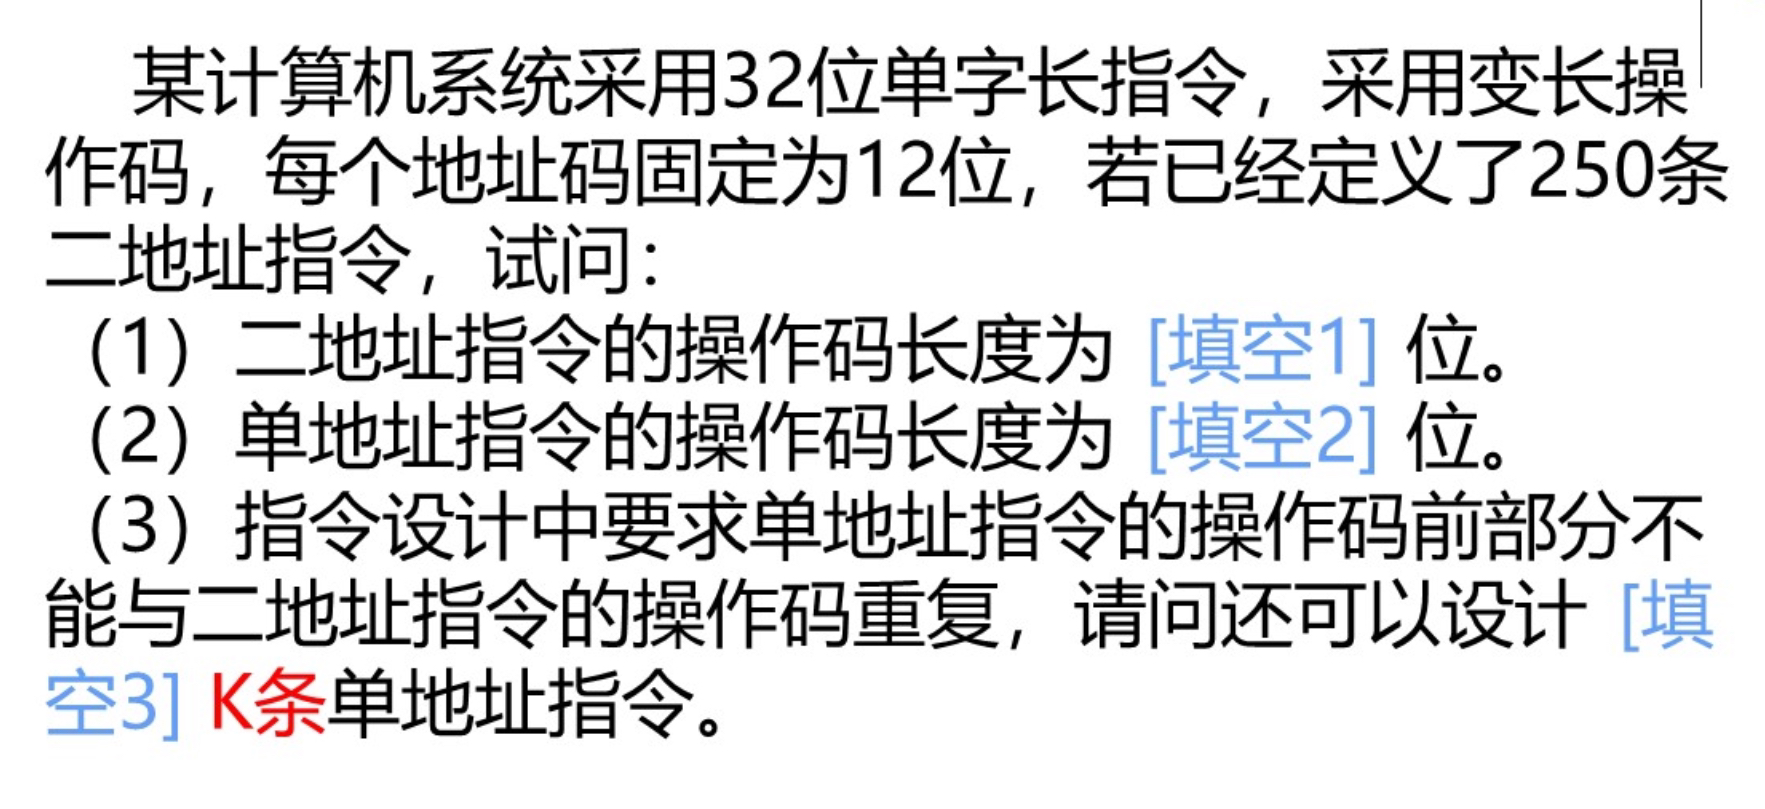 某计算机系统采用32位单字长指令，采用变长操
作码，每个地址码固定为12位，若已经定义了250条
二地址指令，试问：
（1）二地址指令的操作码长度为 [填空1] 位。
（2）单地址指令的操作码长度为 [填空2] 位。
（3）指令设计中要求单地址指令的操作码前部分不
能与二地址指令的操作码重复，请问还可以设计 [填
空3] K条单地址指令。